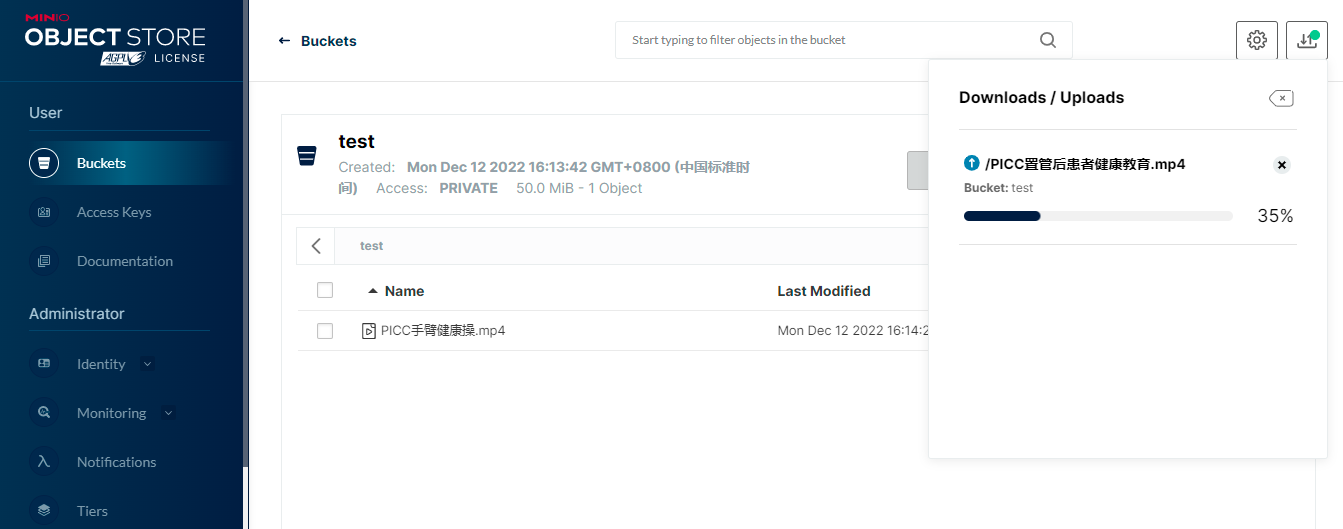 MINIO
OBJECT STORE
AGPL
LICENSE
User
Buckets
Access Keys
Documentation
Administrator
Identity
Monitoring
Notifications
Tiers
← Buckets
Start typing to filter objects in the bucket
test
Created: Mon Dec 12 2022 16:13:42 GMT+0800 (中国标准时
间) Access: PRIVATE 50.0 MiB - 1 Object
test
Name Last Modified
PICC手臂健康操.mp4 Mon Dec 12 2022 16:14:2
Downloads / Uploads
/PICC置管后患者健康教育.mp4
Bucket: test
35%